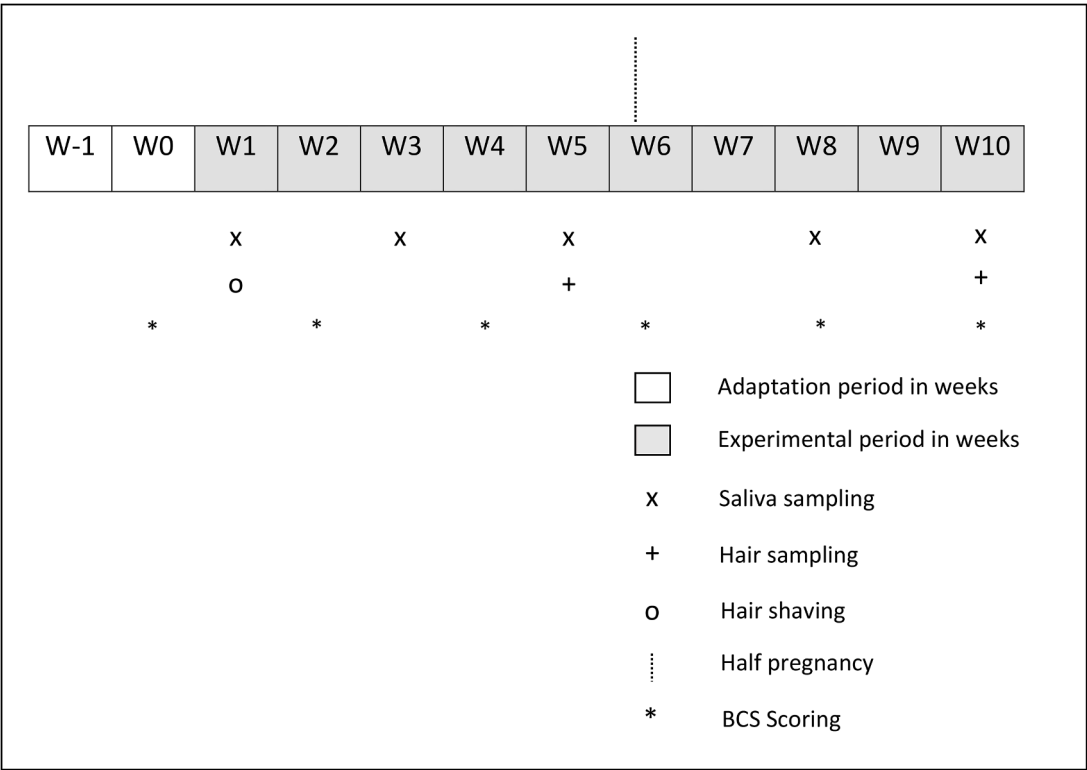 W-1 W0 W1 W2 W3 W4 W5 W6 W7 W8 W9 W10
x x x x x
o + +
* * * * * *
Adaptation period in weeks
Experimental period in weeks
x Saliva sampling
+ Hair sampling
o Hair shaving
Half pregnancy
* BCS Scoring